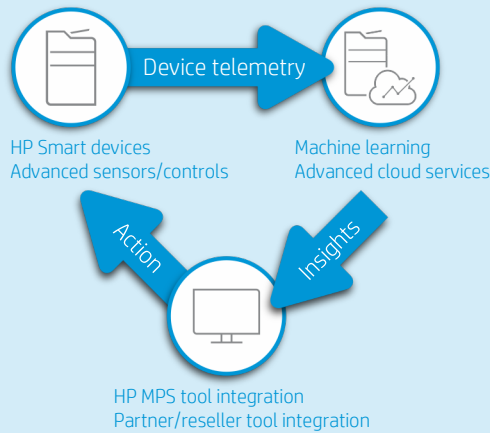 Device telemetry
HP Smart devices
Advanced sensors/controls
Machine learning
Advanced cloud services
Action
Insights
HP MPS tool integration
Partner/reseller tool integration